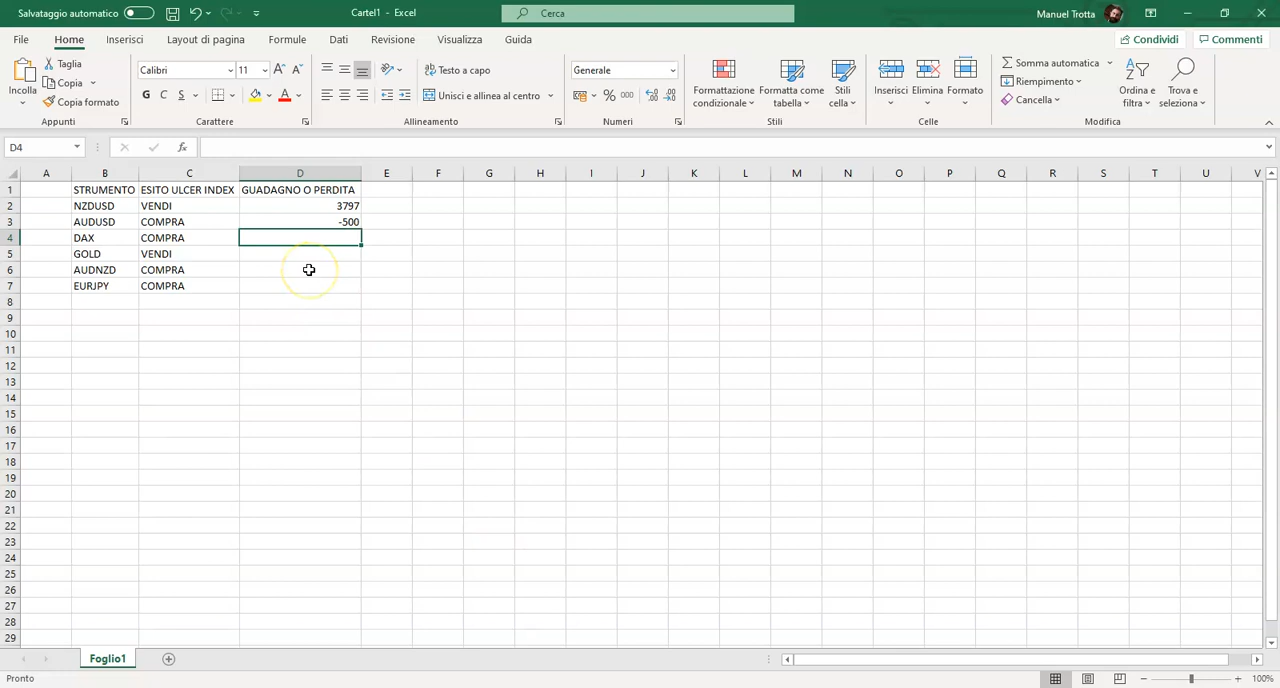 Salvataggio automatico
Cartel1 - Excel
Cerca
Manuel Trotta
File Home Inserisci Layout di pagina Formule Dati Revisione Visualizza Guida Condividi Commenti
Incolla
Taglia
Copia
Copia formato
Appunti
Calibri 11
G C S
Carattere
Testo a capo
Unisci e allinea al centro
Allineamento
Generale
% 000
Numeri
Formattazione condizionale
Formatta come tabella
Stili cella
Stili
Inserisci Elimina Formato
Celle
Somma automatica
Riempimento
Cancella
Ordina e filtra
Trova e seleziona
Modifica
D4 fx
A B C D E F G H I J K L M N O P Q R S T U V
1 STRUMENTO ESITO ULCER INDEX GUADAGNO O PERDITA
2 NZDUSD VENDI 3797
3 AUDUSD COMPRA -500
4 DAX COMPRA
5 GOLD VENDI
6 AUDNZD COMPRA
7 EURJPY COMPRA
8
9
10
11
12
13
14
15
16
17
18
19
20
21
22
23
24
25
26
27
28
29
Foglio1
Pronto
100%